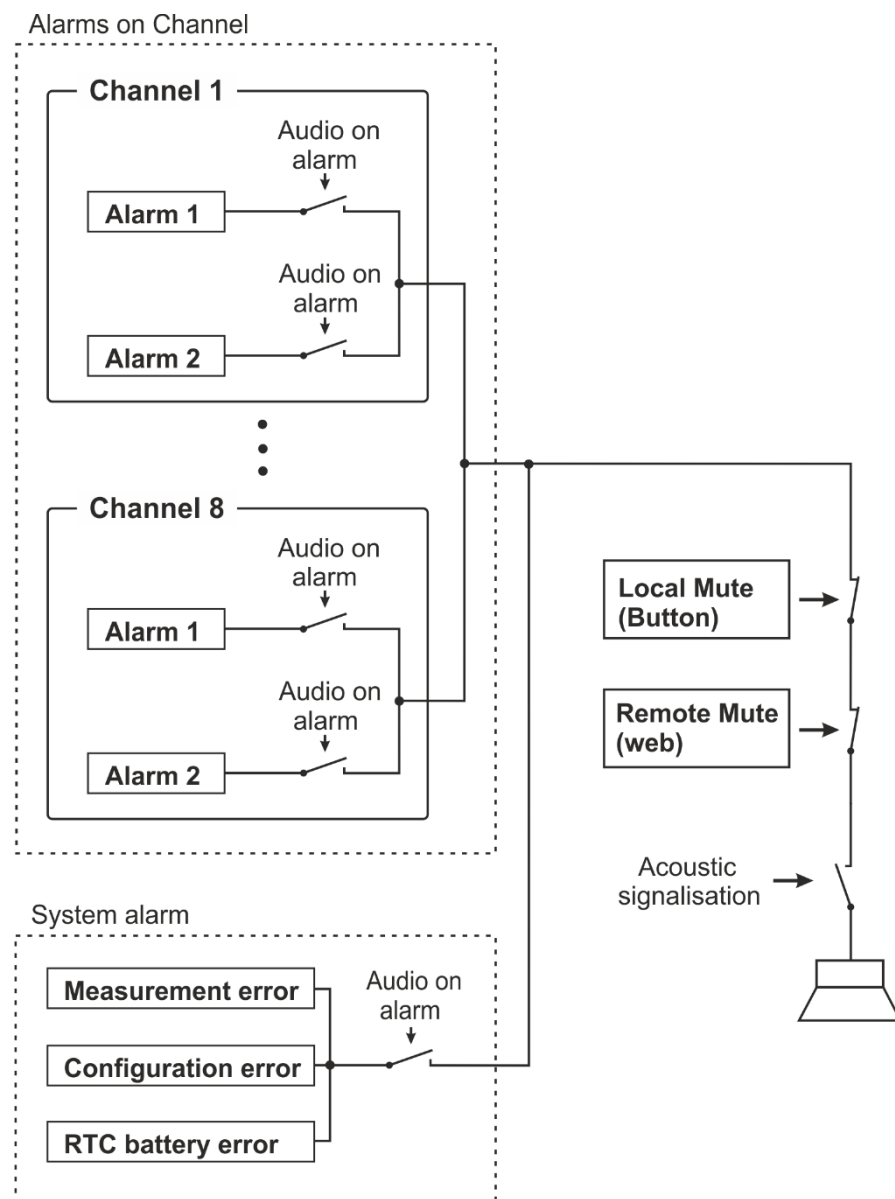 Alarms on Channel
Channel 1
Audio on
alarm
Alarm 1
Audio on
alarm
Alarm 2
Channel 8
Audio on
alarm
Alarm 1
Audio on
alarm
Alarm 2
Local Mute
(Button)
Remote Mute
(web)
Acoustic
signalisation
System alarm
Measurement error
Audio on
alarm
Configuration error
RTC battery error